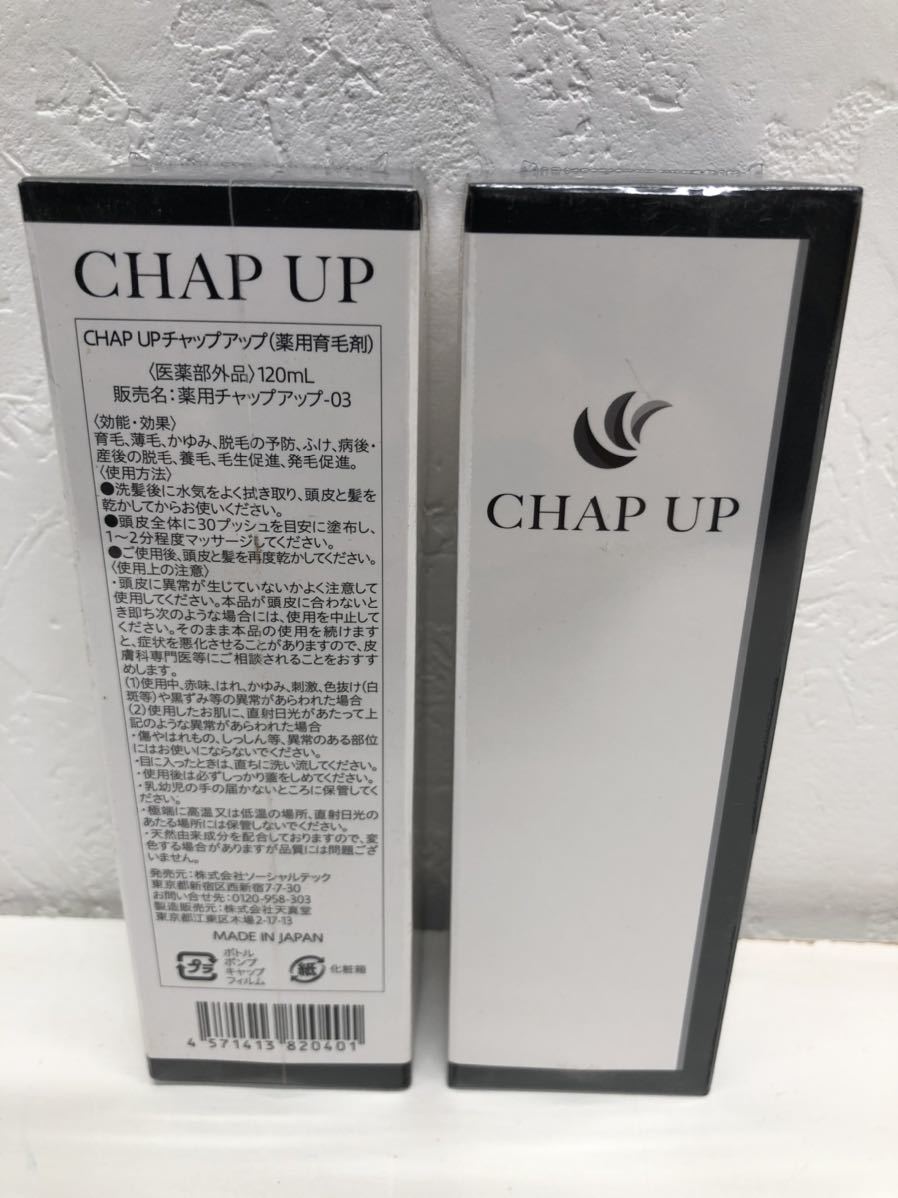 CHAP UP
CHAP UPチャップアップ(薬用育毛剤)
〈医薬部外品〉120mL
販売名:薬用チャップアップ-03
〈効能・効果〉
育毛、薄毛、かゆみ、脱毛の予防、ふけ、病後・
産後の脱毛、養毛、毛生促進、発毛促進。
〈使用方法〉
●洗髪後に水気をよく拭き取り、頭皮と髪を
乾かしてからお使いください。
●頭皮全体に30プッシュを目安に塗布し、
1〜2分程度マッサージしてください。
●ご使用後、頭皮と髪を再度乾かしてください。
〈使用上の注意〉
・頭皮に異常が生じていないかよく注意して
使用してください。本品が頭皮に合わないと
き即ち次のような場合には、使用を中止して
ください。そのまま本品の使用を続けます
と、症状を悪化させることがありますので、皮
膚科専門医等にご相談されることをおすす
めします。
(1)使用中、赤味、はれ、かゆみ、刺激、色抜け(白
斑等)や黒ずみ等の異常があらわれた場合
(2)使用したお肌に、直射日光があたって上
記のような異常があらわれた場合
・傷やはれもの、しっしん等、異常のある部位
にはお使いにならないでください。
・目に入ったときは、直ちに洗い流してください。
・使用後は必ずしっかり蓋をしめてください。
・乳幼児の手の届かないところに保管してく
ださい。
・極端に高温又は低温の場所、直射日光の
あたる場所には保管しないでください。
・天然由来成分を配合しておりますので、変
色する場合がありますが品質には問題ござ
いません。
発売元:株式会社ソーシャルテック
東京都新宿区西新宿7-7-30
お問い合せ先:0120-958-303
製造販売元:株式会社天真堂
東京都江東区木場2-17-13
MADE IN JAPAN
プラ
ボトル
ポンプ
キャップ
フィルム
紙
化粧箱
4 571413 820401
CHAP UP